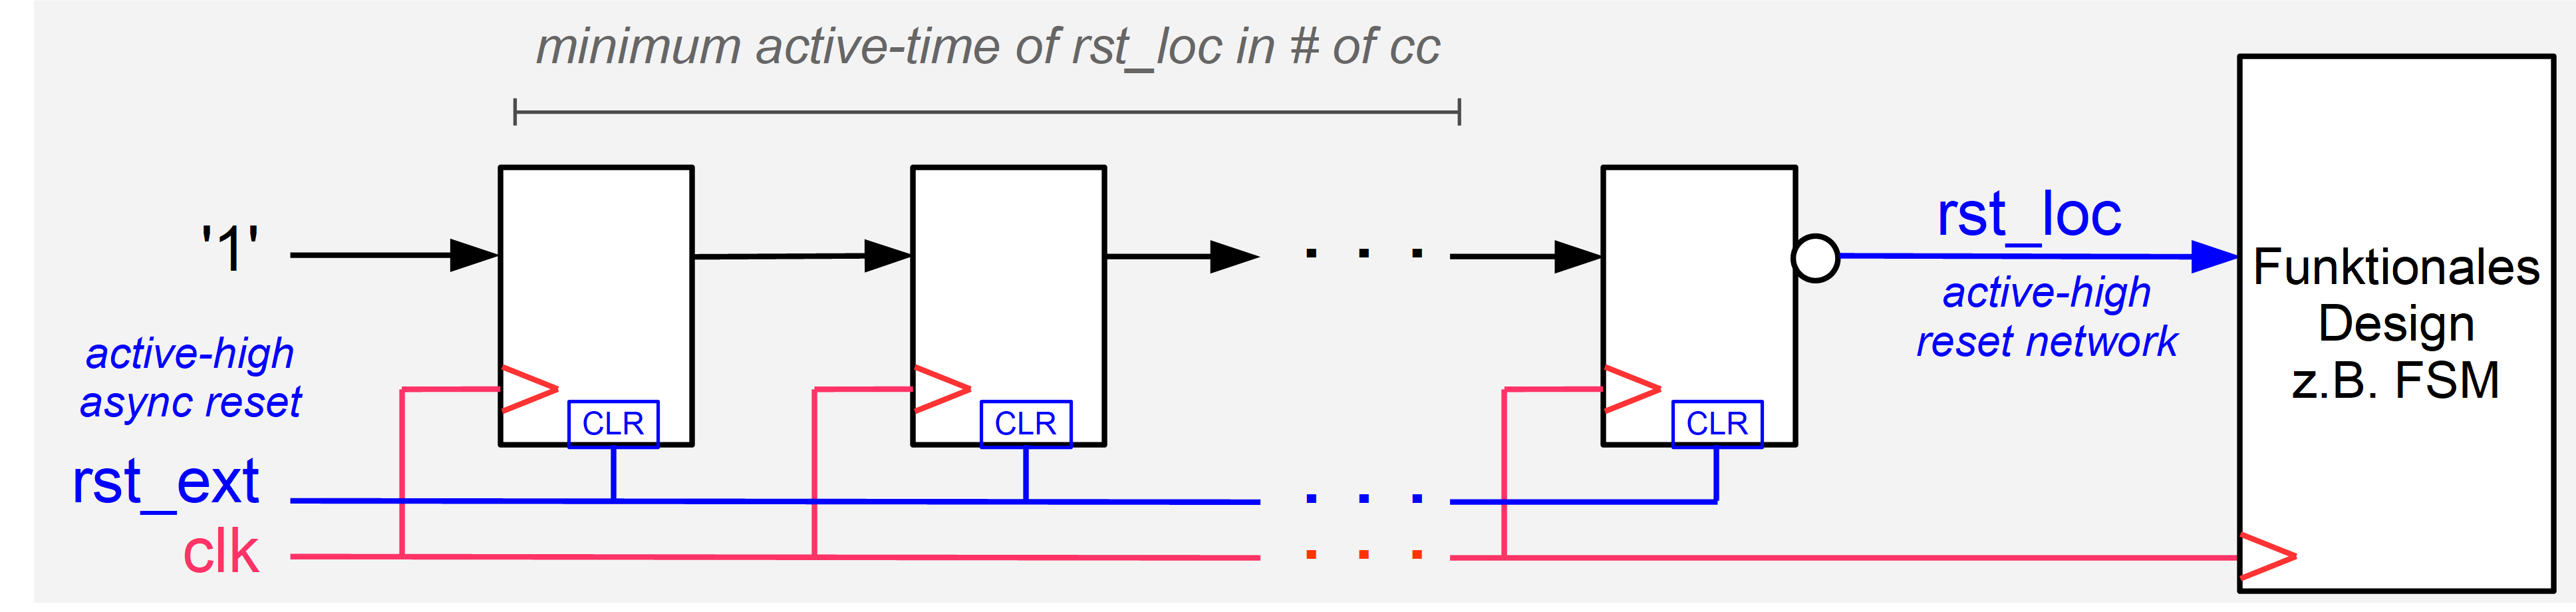 minimum active-time of rst_loc in # of cc
'1'
active-high
async reset
rst_ext
clk
CLR
CLR
CLR
rst_loc
active-high
reset network
Funktionales
Design
z.B. FSM